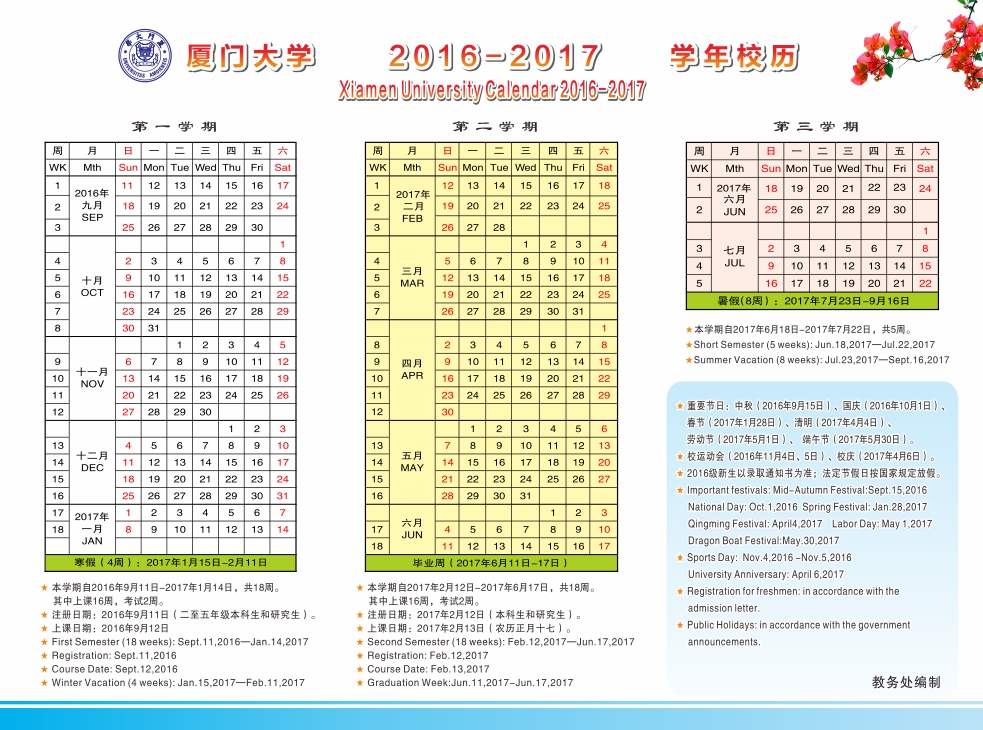 厦门大学 2016-2017 学年校历
Xiamen University Calendar 2016-2017
第一学期
周 月 日 一 二 三 四 五 六
WK Mth Sun Mon Tue Wed Thu Fri Sat
2016年
九月
SEP
1 11 12 13 14 15 16 17
2 18 19 20 21 22 23 24
3 25 26 27 28 29 30
十月
OCT
1
4 2 3 4 5 6 7 8
5 9 10 11 12 13 14 15
6 16 17 18 19 20 21 22
7 23 24 25 26 27 28 29
8 30 31
十一月
NOV
1 2 3 4 5
9 6 7 8 9 10 11 12
10 13 14 15 16 17 18 19
11 20 21 22 23 24 25 26
12 27 28 29 30
十二月
DEC
1 2 3
13 4 5 6 7 8 9 10
14 11 12 13 14 15 16 17
15 18 19 20 21 22 23 24
16 25 26 27 28 29 30 31
2017年
一月
JAN
17 1 2 3 4 5 6 7
18 8 9 10 11 12 13 14
寒假（4周）：2017年1月15日-2月11日
★本学期自2016年9月11日-2017年1月14日，共18周。
其中上课16周，考试2周。
★注册日期：2016年9月11日（二至五年级本科生和研究生）。
★上课日期：2016年9月12日
★First Semester (18 weeks): Sept.11,2016—Jan.14,2017
★Registration: Sept.11,2016
★Course Date: Sept.12,2016
★Winter Vacation (4 weeks): Jan.15,2017—Feb.11,2017
第二学期
周 月 日 一 二 三 四 五 六
WK Mth Sun Mon Tue Wed Thu Fri Sat
2017年
二月
FEB
1 12 13 14 15 16 17 18
2 19 20 21 22 23 24 25
3 26 27 28
三月
MAR
1 2 3 4
4 5 6 7 8 9 10 11
5 12 13 14 15 16 17 18
6 19 20 21 22 23 24 25
7 26 27 28 29 30 31
四月
APR
1
8 2 3 4 5 6 7 8
9 9 10 11 12 13 14 15
10 16 17 18 19 20 21 22
11 23 24 25 26 27 28 29
12 30
五月
MAY
1 2 3 4 5 6
13 7 8 9 10 11 12 13
14 14 15 16 17 18 19 20
15 21 22 23 24 25 26 27
16 28 29 30 31
六月
JUN
1 2 3
17 4 5 6 7 8 9 10
18 11 12 13 14 15 16 17
毕业周（2017年6月11日-17日）
★本学期自2017年2月12日-2017年6月17日，共18周。
其中上课16周，考试2周。
★注册日期：2017年2月12日（本科生和研究生）。
★上课日期：2017年2月13日（农历正月十七）。
★Second Semester (18 weeks): Feb.12,2017—Jun.17,2017
★Registration: Feb.12,2017
★Course Date: Feb.13,2017
★Graduation Week:Jun.11,2017-Jun.17,2017
第三学期
周 月 日 一 二 三 四 五 六
WK Mth Sun Mon Tue Wed Thu Fri Sat
2017年
六月
JUN
1 18 19 20 21 22 23 24
2 25 26 27 28 29 30
七月
JUL
1
3 2 3 4 5 6 7 8
4 9 10 11 12 13 14 15
5 16 17 18 19 20 21 22
暑假(8周)：2017年7月23日-9月16日
★本学期自2017年6月18日-2017年7月22日，共5周。
★Short Semester (5 weeks): Jun.18,2017—Jul.22,2017
★Summer Vacation (8 weeks): Jul.23,2017—Sept.16,2017
★重要节日：中秋（2016年9月15日）、国庆（2016年10月1日）、
春节（2017年1月28日）、清明（2017年4月4日）、
劳动节（2017年5月1日）、 端午节（2017年5月30日）。
★校运动会（2016年11月4日、5日）、校庆（2017年4月6日）。
★2016级新生以录取通知书为准；法定节假日按国家规定放假。
★Important festivals: Mid-Autumn Festival:Sept.15,2016
National Day: Oct.1,2016 Spring Festival: Jan.28,2017
Qingming Festival: April4,2017 Labor Day: May 1,2017
Dragon Boat Festival:May.30,2017
★Sports Day: Nov.4,2016 -Nov.5,2016
University Anniversary: April 6,2017
★Registration for freshmen: in accordance with the
admission letter.
★Public Holidays: in accordance with the government
announcements.
教务处编制